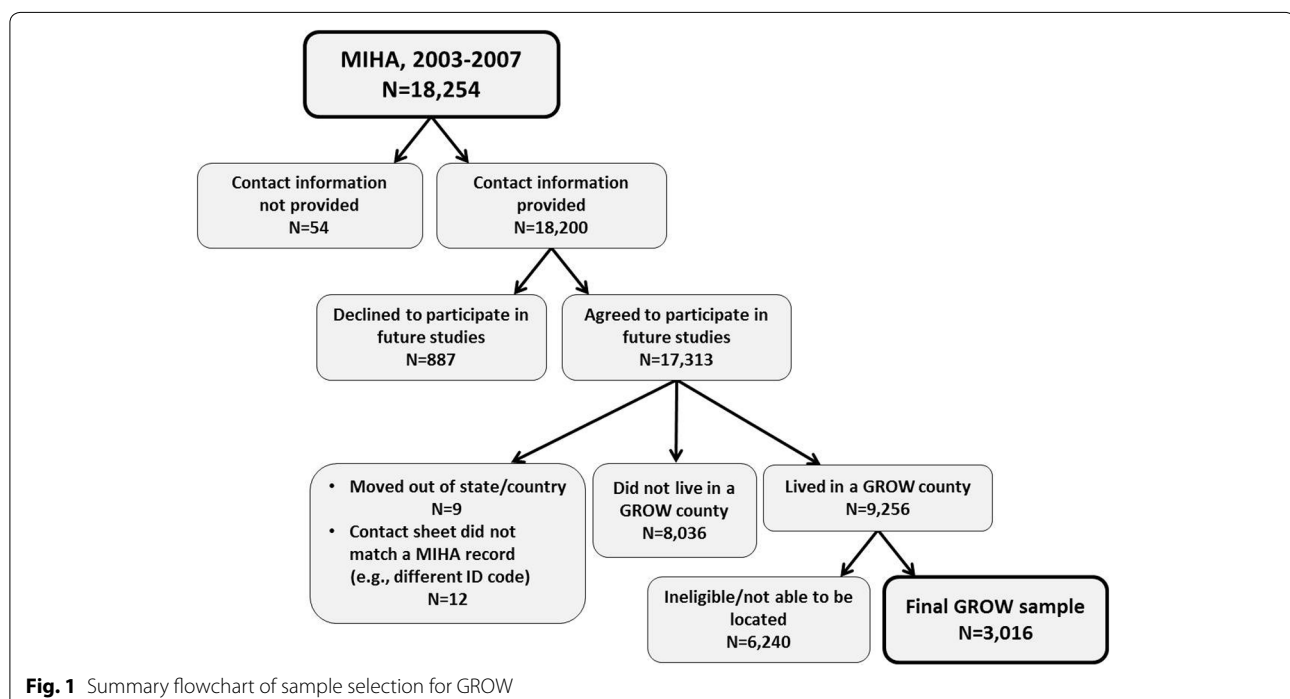 MIHA, 2003-2007
N=18,254
Contact information
not provided
N=54
Contact information
provided
N=18,200
Declined to participate in
future studies
N=887
Agreed to participate in
future studies
N=17,313
• Moved out of state/country
N=9
• Contact sheet did not
match a MIHA record
(e.g., different ID code)
N=12
Did not live in a
GROW county
N=8,036
Lived in a GROW county
N=9,256
Ineligible/not able to be
located
N=6,240
Final GROW sample
N=3,016
Fig. 1 Summary flowchart of sample selection for GROW